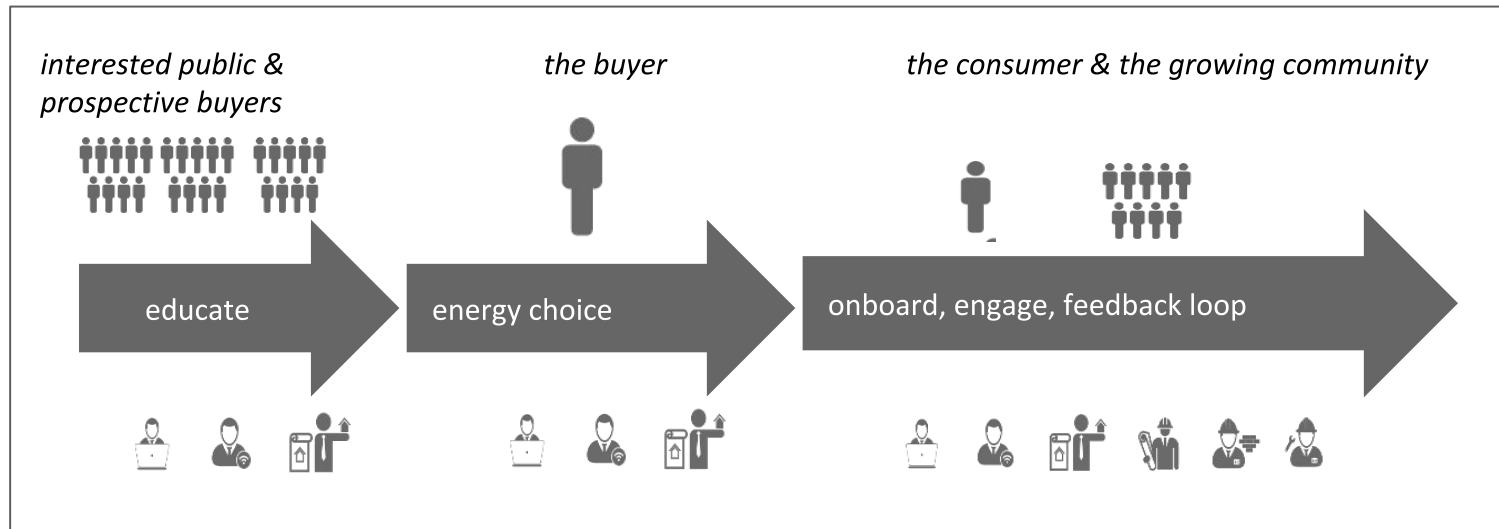 interested public &
prospective buyers
the buyer
the consumer & the growing community
educate
energy choice
onboard, engage, feedback loop